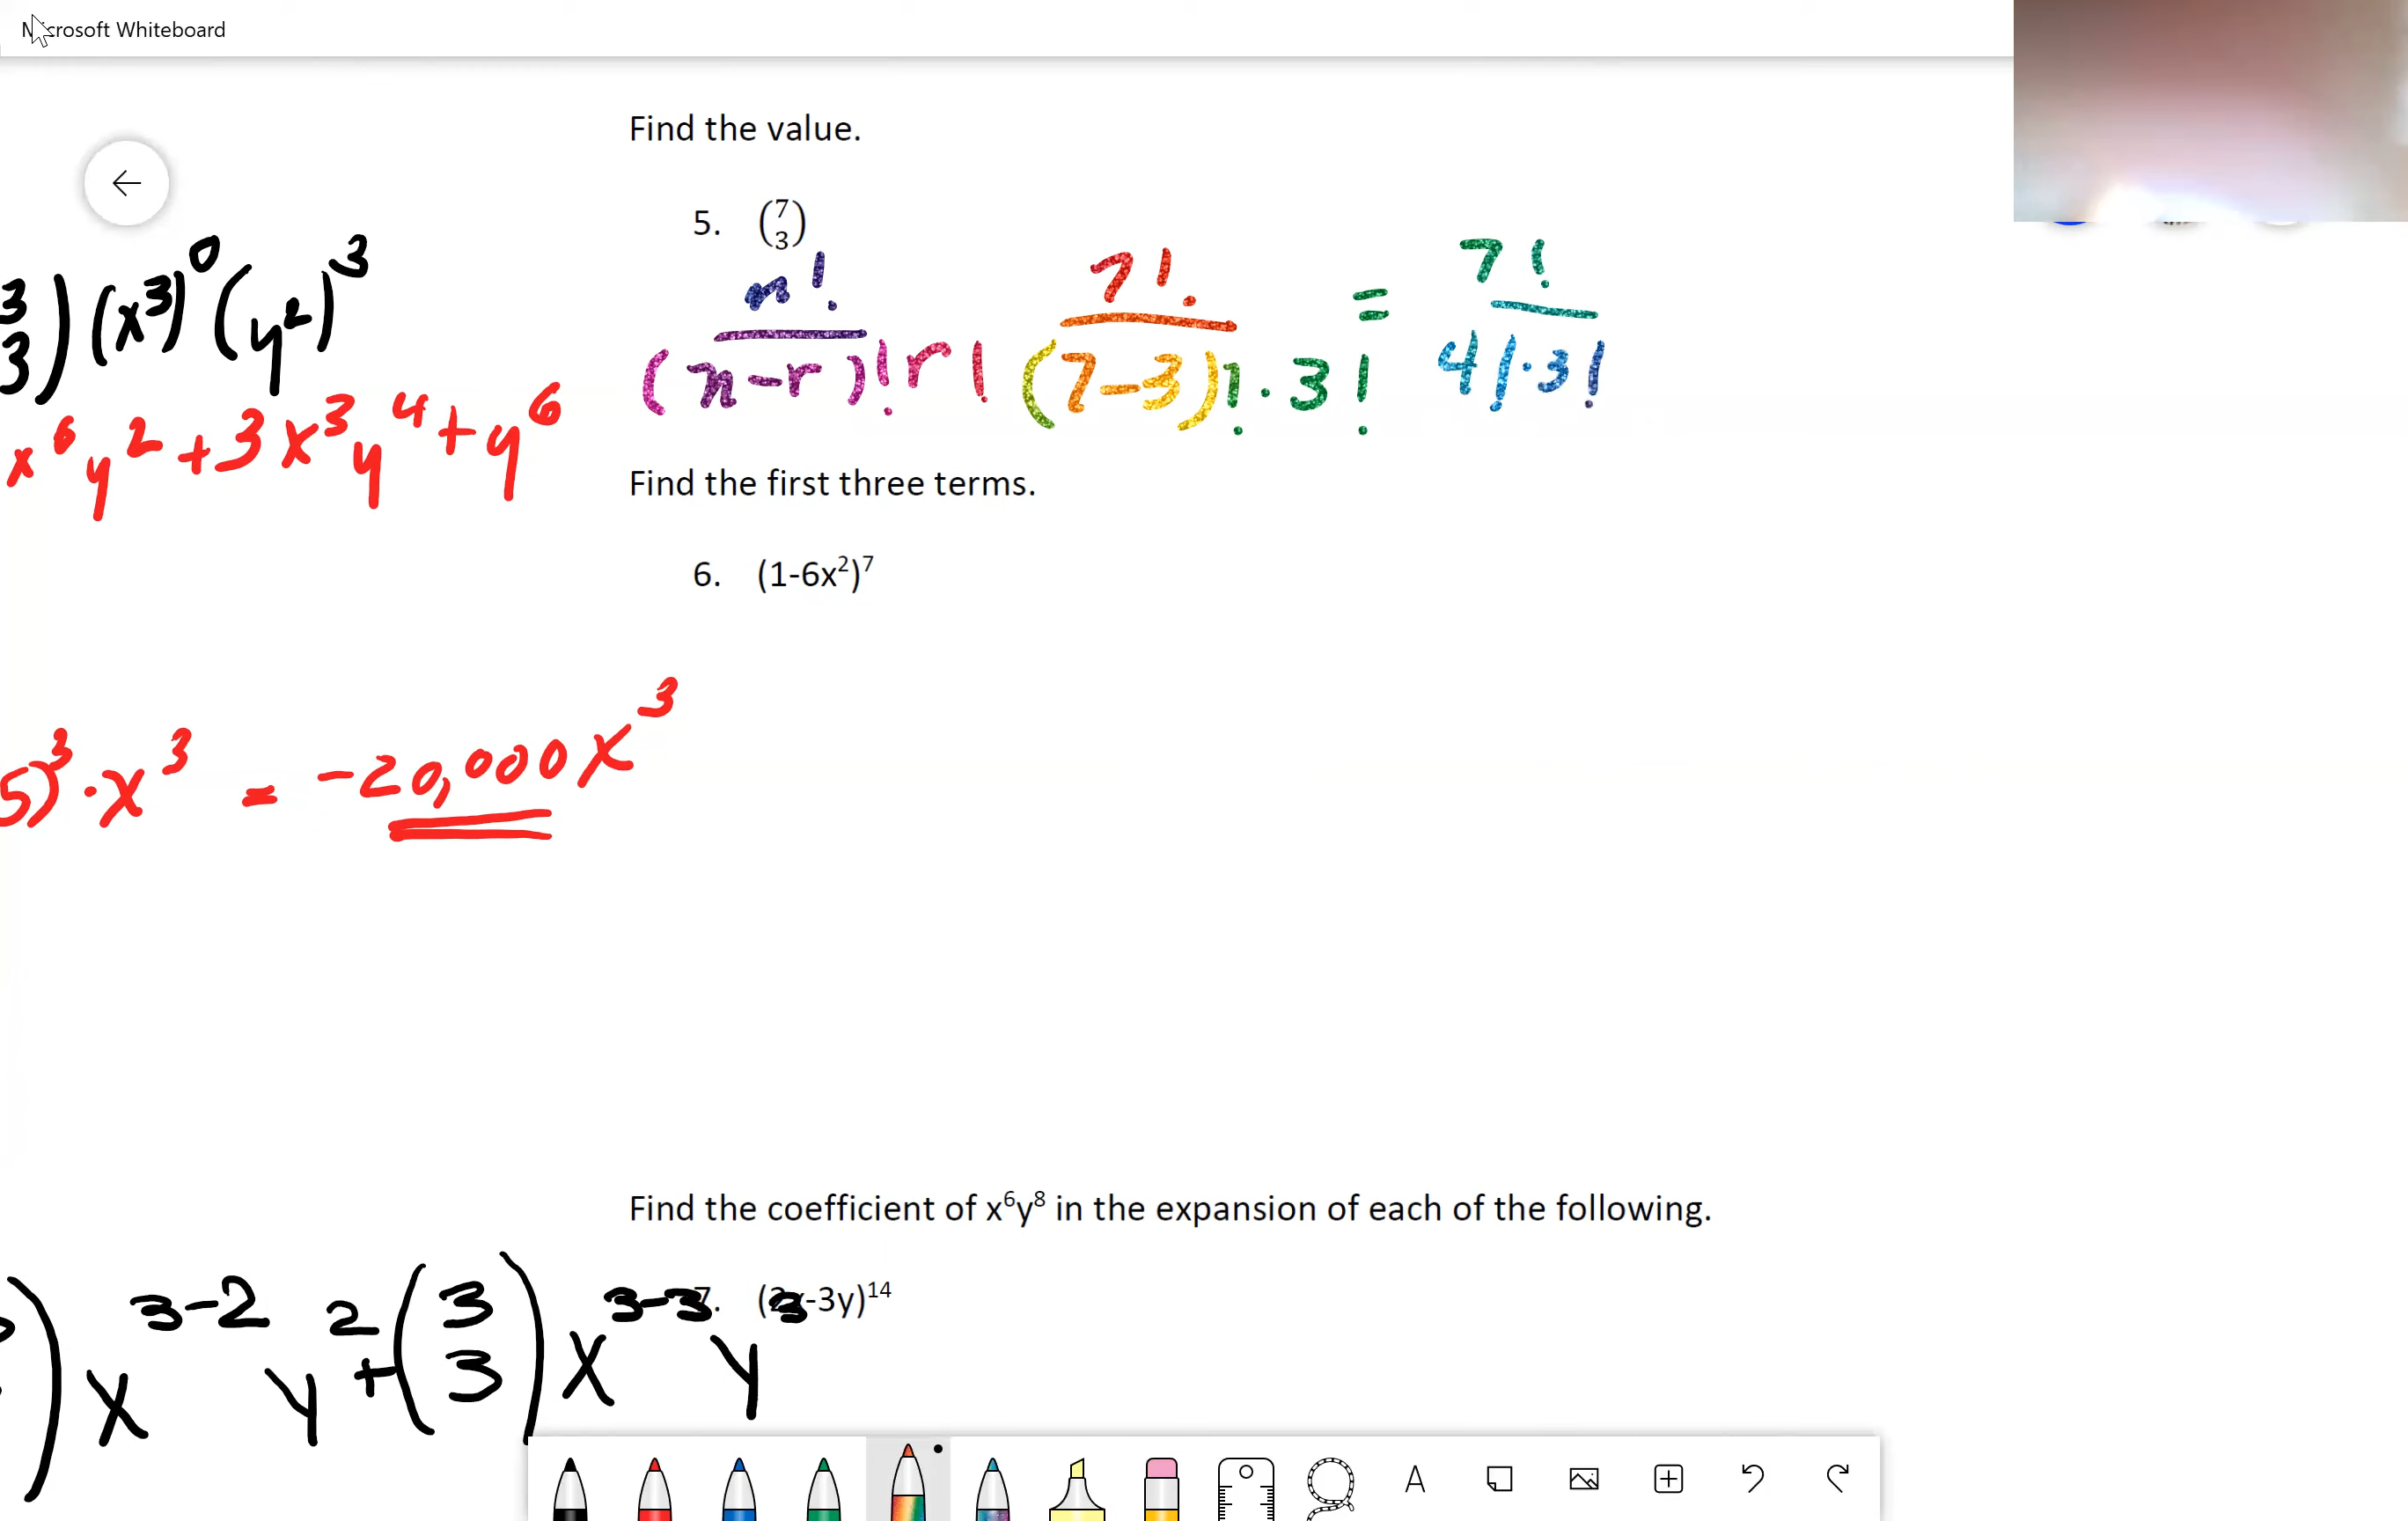 Microsoft Whiteboard
Find the value.
5. (7 3)
n! / (n-r)!r! 7! / (7-3)!·3! = 7! / 4!·3!
3 3) (x³)⁰ (y²)³
x⁶y² + 3x³y⁴ + y⁶
Find the first three terms.
6. (1-6x²)⁷
5)³·x³ = -20,000x³
Find the coefficient of x⁶y⁸ in the expansion of each of the following.
7. -3y)¹⁴
) x³⁻² y² + (3 3) x³⁻³ y³
A